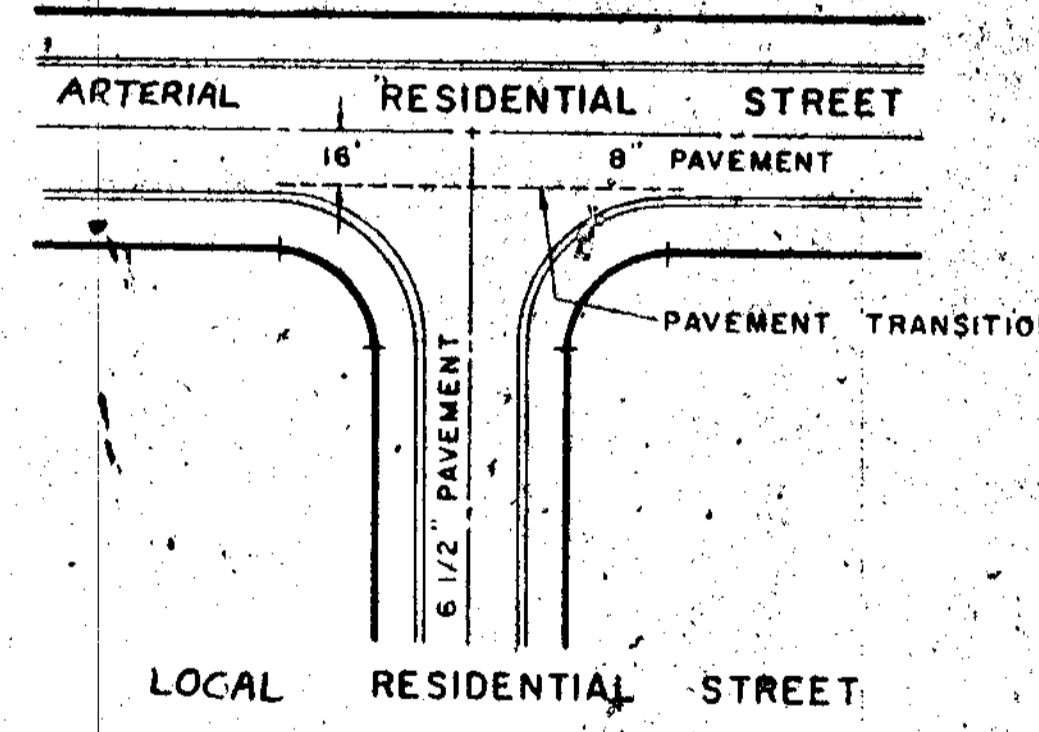 ARTERIAL "RESIDENTIAL STREET
16' 8" PAVEMENT
PAVEMENT TRANSITIO
6 1/2" PAVEMENT
LOCAL RESIDENTIAL STREET